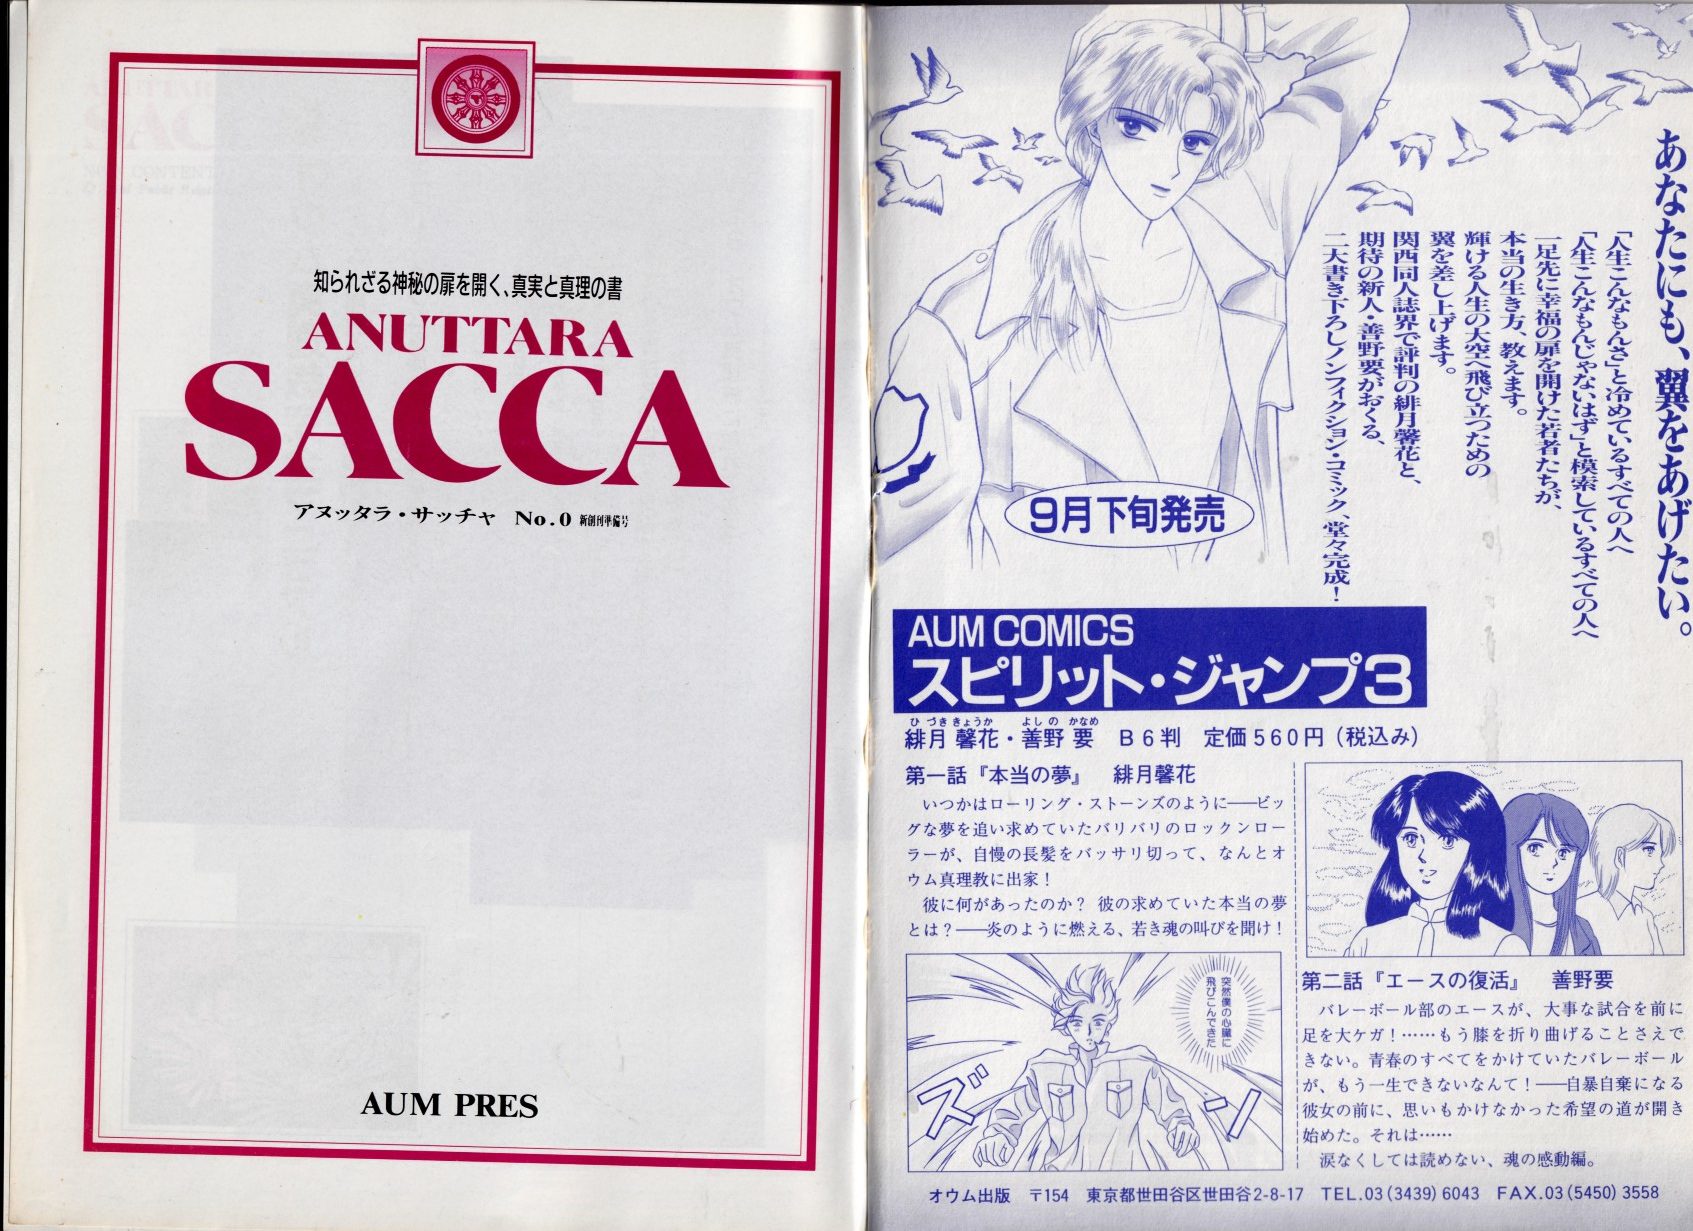 知られざる神秘の扉を開く、真実と真理の書
ANUTTARA
SACCA
アヌッタラ・サッチャ No.0 新創刊準備号
AUM PRES
あなたにも、翼をあげたい。
「人生こんなもんさ」と冷めているすべての人へ
「人生こんなもんじゃないはず」と模索しているすべての人へ
一足先に幸福の扉を開けた若者たちが、
本当の生き方、教えます。
輝ける人生の大空へ飛び立つための
翼を差し上げます。
関西同人誌界で評判の緋月馨花と、
期待の新人・善野要がおくる、
二大書き下ろしノンフィクション・コミック、堂々完成！
9月下旬発売
AUM COMICS
スピリット・ジャンプ3
ひづききょうか よしの かなめ
緋月馨花・善野要 B6判 定価560円（税込み）
第一話『本当の夢』 緋月馨花
いつかはローリング・ストーンズのように――ビッ
グな夢を追い求めていたバリバリのロックンロー
ラーが、自慢の長髪をバッサリ切って、なんとオ
ウム真理教に出家！
彼に何があったのか？ 彼の求めていた本当の夢
とは？――炎のように燃える、若き魂の叫びを聞け！
突然僕の心臓に
飛びこんできた
ズ
ン
第二話『エースの復活』 善野要
バレーボール部のエースが、大事な試合を前に
足を大ケガ！……もう膝を折り曲げることさえで
きない。青春のすべてをかけていたバレーボール
が、もう一生できないなんて！――自暴自棄になる
彼女の前に、思いもかけなかった希望の道が開き
始めた。それは……
涙なくしては読めない、魂の感動編。
オウム出版 〒154 東京都世田谷区世田谷2-8-17 TEL.03(3439)6043 FAX.03(5450)3558